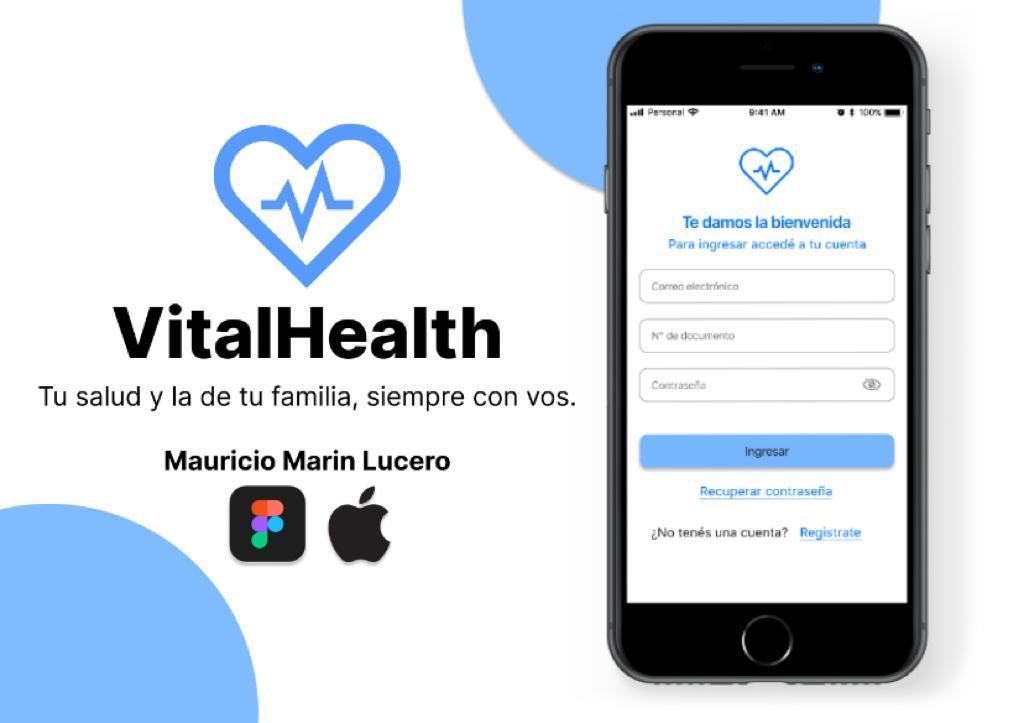 VitalHealth
Tu salud y la de tu familia, siempre con vos.
Mauricio Marin Lucero
Personal 9:41 AM 100%
Te damos la bienvenida
Para ingresar accedé a tu cuenta
Correo electrónico
N° de documento
Contraseña
Ingresar
Recuperar contraseña
¿No tenés una cuenta? Registrate